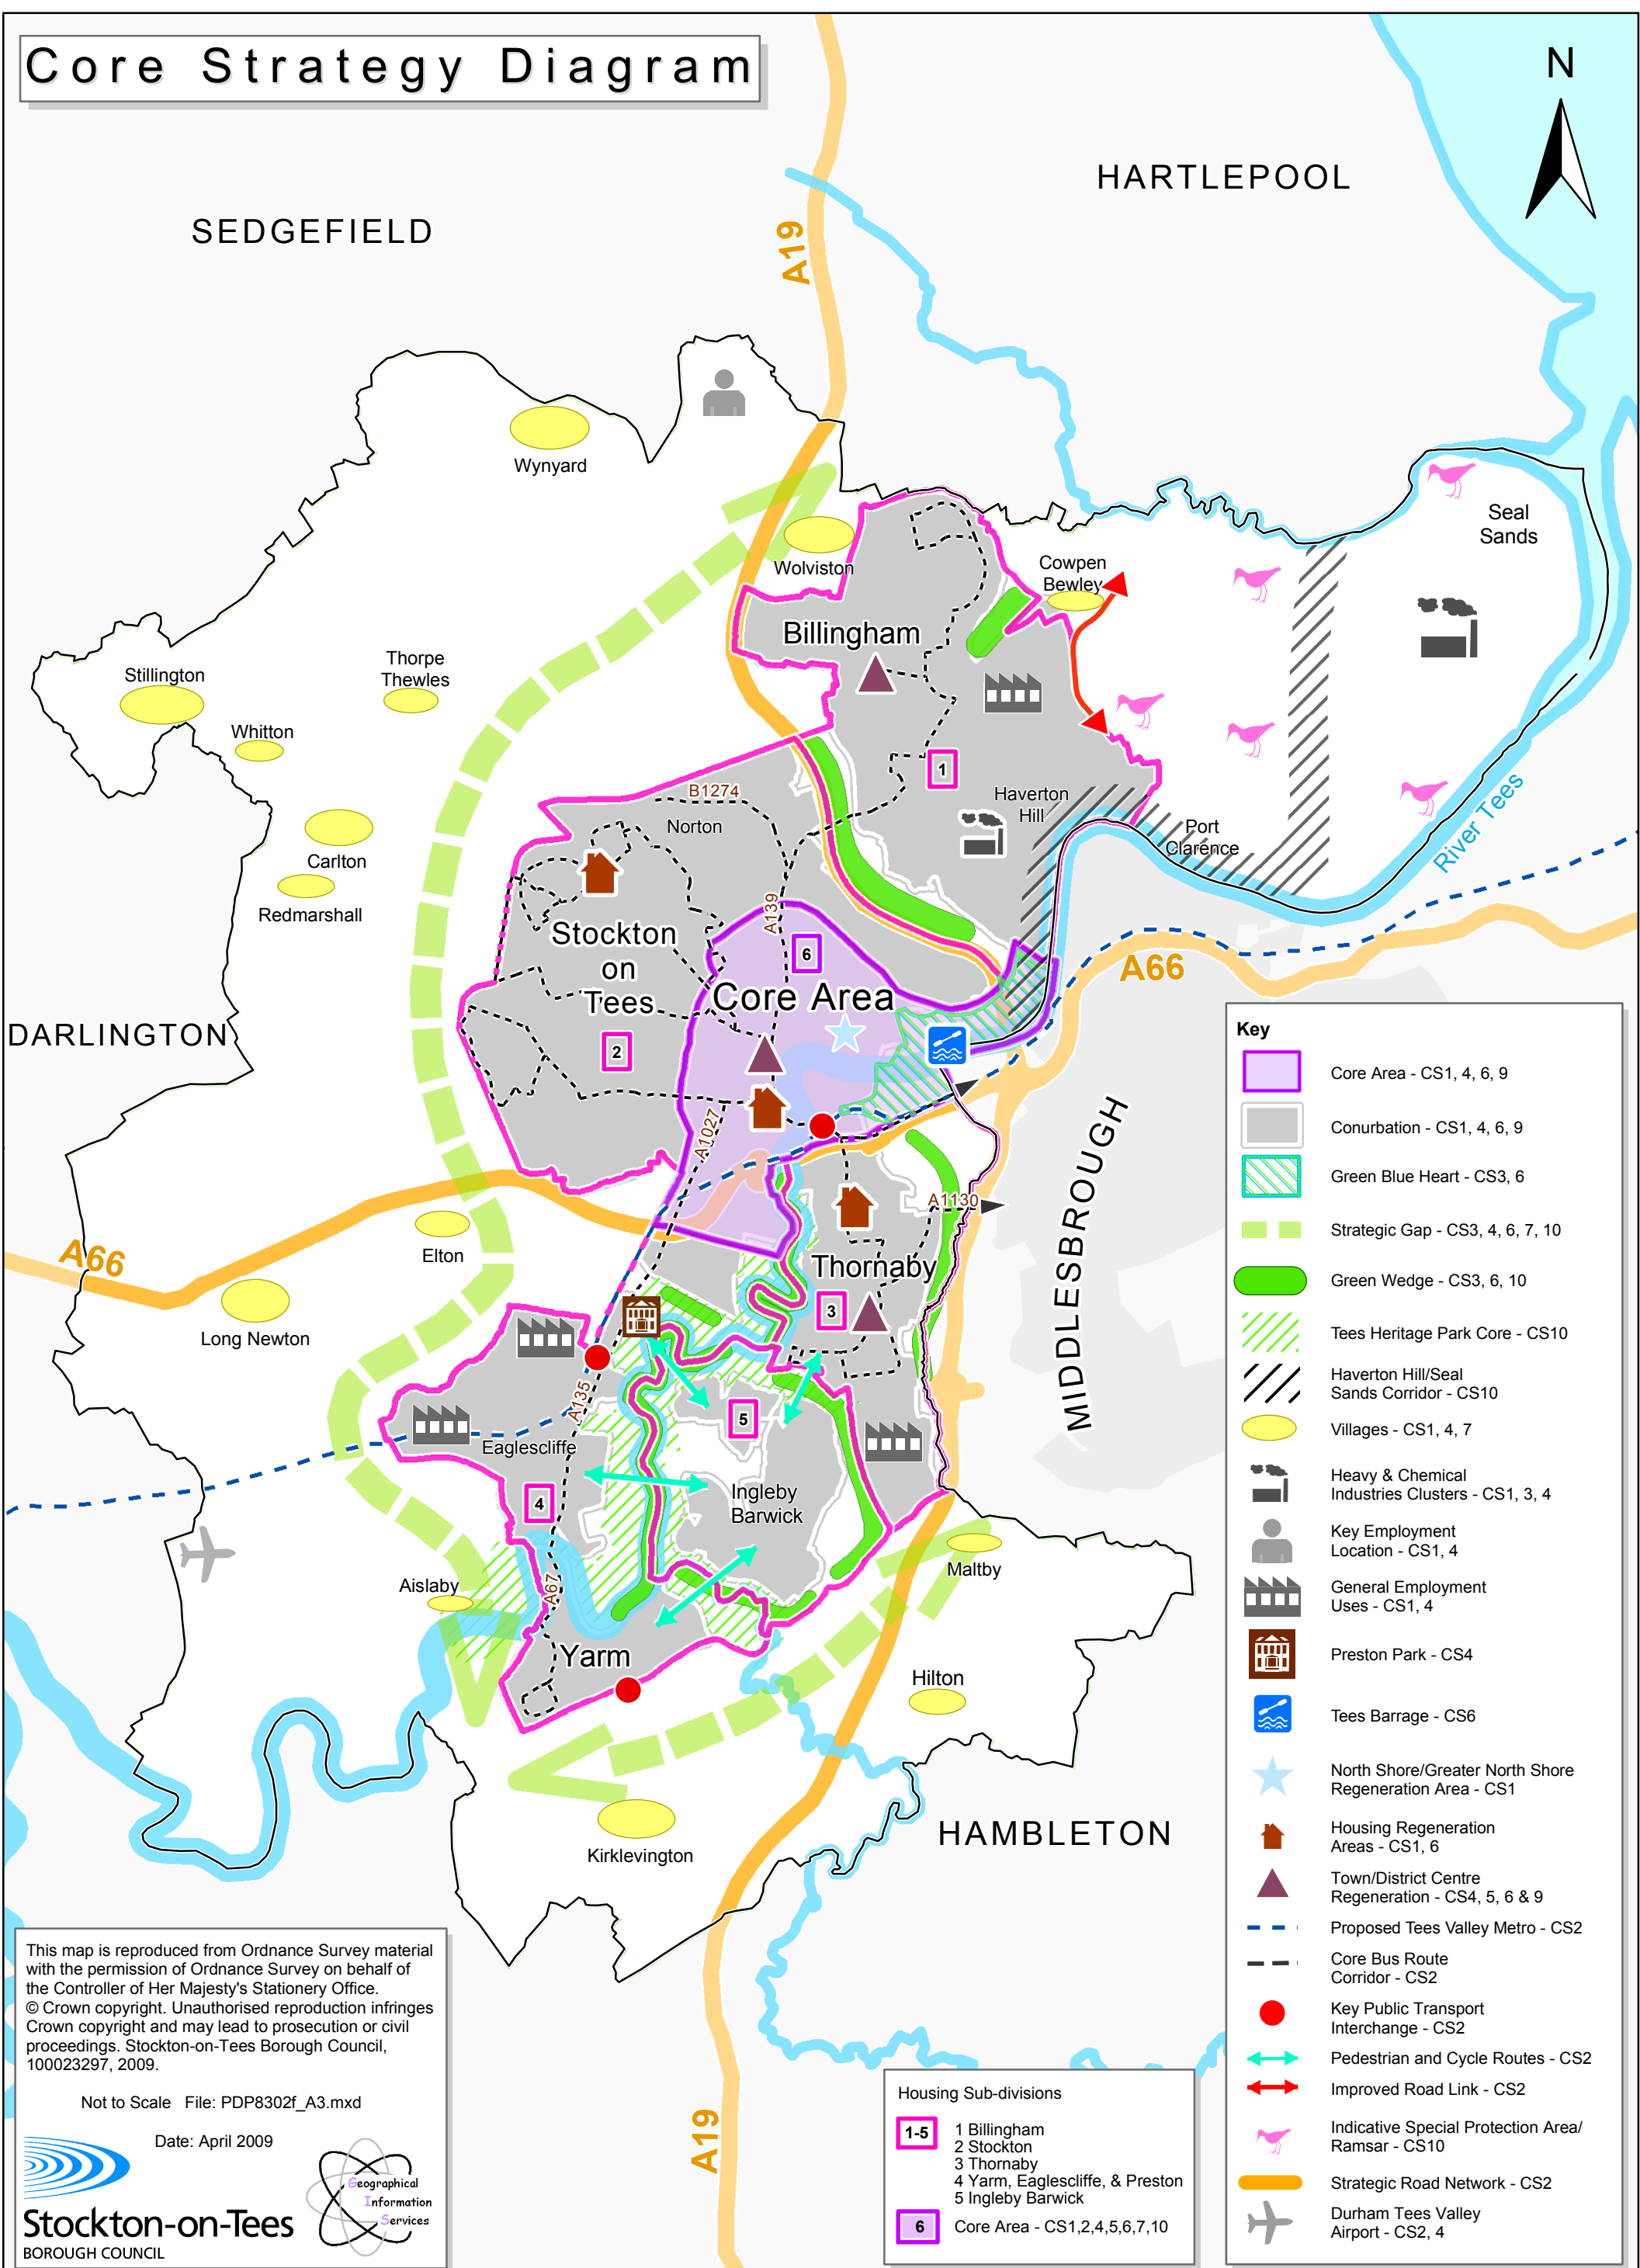 Core Strategy Diagram
N
HARTLEPOOL
SEDGEFIELD
A19
Wynyard
Seal
Sands
Wolviston
Cowpen
Bewley
Billingham
Thorpe
Thewles
Stillington
Whitton
1
B1274
Norton
Haverton
Hill
Port
Clarence
River Tees
Carlton
Redmarshall
A139
Stockton
on
Tees
6
Core Area
A66
DARLINGTON
2
A1027
MIDDLESBROUGH
A1130
Elton
A66
Thornaby
Long Newton
3
A135
5
Eaglescliffe
4
Ingleby
Barwick
Maltby
Aislaby
A67
Yarm
Hilton
Kirklevington
HAMBLETON
A19
Key
Core Area - CS1, 4, 6, 9
Conurbation - CS1, 4, 6, 9
Green Blue Heart - CS3, 6
Strategic Gap - CS3, 4, 6, 7, 10
Green Wedge - CS3, 6, 10
Tees Heritage Park Core - CS10
Haverton Hill/Seal
Sands Corridor - CS10
Villages - CS1, 4, 7
Heavy & Chemical
Industries Clusters - CS1, 3, 4
Key Employment
Location - CS1, 4
General Employment
Uses - CS1, 4
Preston Park - CS4
Tees Barrage - CS6
North Shore/Greater North Shore
Regeneration Area - CS1
Housing Regeneration
Areas - CS1, 6
Town/District Centre
Regeneration - CS4, 5, 6 & 9
Proposed Tees Valley Metro - CS2
Core Bus Route
Corridor - CS2
Key Public Transport
Interchange - CS2
Pedestrian and Cycle Routes - CS2
Improved Road Link - CS2
Indicative Special Protection Area/
Ramsar - CS10
Strategic Road Network - CS2
Durham Tees Valley
Airport - CS2, 4
Housing Sub-divisions
1-5
1 Billingham
2 Stockton
3 Thornaby
4 Yarm, Eaglescliffe, & Preston
5 Ingleby Barwick
6
Core Area - CS1,2,4,5,6,7,10
This map is reproduced from Ordnance Survey material
with the permission of Ordnance Survey on behalf of
the Controller of Her Majesty's Stationery Office.
© Crown copyright. Unauthorised reproduction infringes
Crown copyright and may lead to prosecution or civil
proceedings. Stockton-on-Tees Borough Council,
100023297, 2009.
Not to Scale File: PDP8302f_A3.mxd
Date: April 2009
Stockton-on-Tees
BOROUGH COUNCIL
Geographical
Information
Services